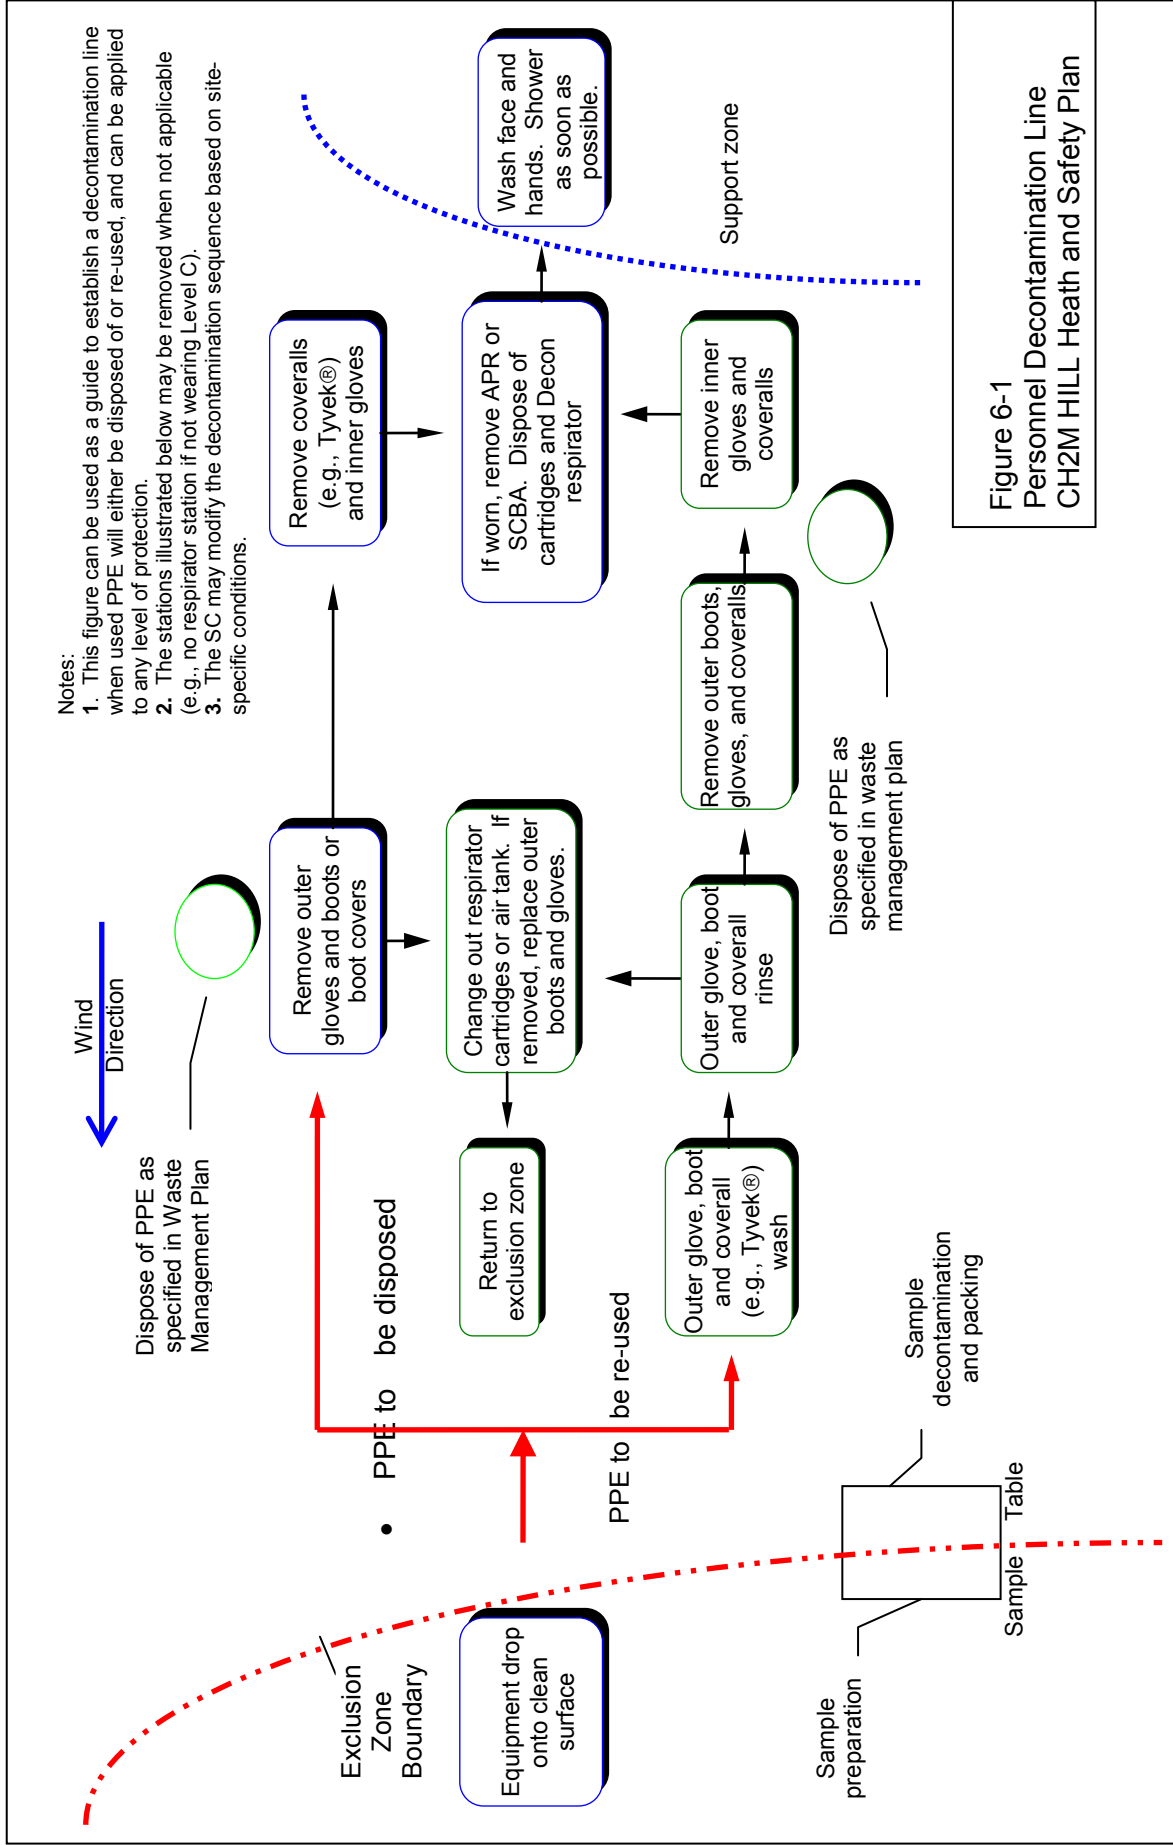 Notes:
1. This figure can be used as a guide to establish a decontamination line
when used PPE will either be disposed of or re-used, and can be applied
to any level of protection.
2. The stations illustrated below may be removed when not applicable
(e.g., no respirator station if not wearing Level C).
3. The SC may modify the decontamination sequence based on site-
specific conditions.
Wind
Direction
Dispose of PPE as
specified in Waste
Management Plan
Exclusion
Zone
Boundary
• PPE to be disposed
Remove outer
gloves and boots or
boot covers
Remove coveralls
(e.g., Tyvek®)
and inner gloves
Equipment drop
onto clean
surface
Return to
exclusion zone
Change out respirator
cartridges or air tank. If
removed, replace outer
boots and gloves.
If worn, remove APR or
SCBA. Dispose of
cartridges and Decon
respirator
Wash face and
hands. Shower
as soon as
possible.
PPE to be re-used
Outer glove, boot
and coverall
(e.g., Tyvek®)
wash
Outer glove, boot
and coverall
rinse
Remove outer boots,
gloves, and coveralls
Remove inner
gloves and
coveralls
Support zone
Sample
preparation
Sample Table
Sample
decontamination
and packing
Dispose of PPE as
specified in waste
management plan
Figure 6-1
Personnel Decontamination Line
CH2M HILL Heath and Safety Plan